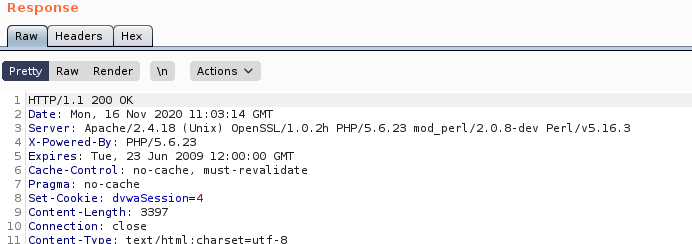 Response
Raw Headers Hex
Pretty Raw Render \n Actions
1 HTTP/1.1 200 OK
2 Date: Mon, 16 Nov 2020 11:03:14 GMT
3 Server: Apache/2.4.18 (Unix) OpenSSL/1.0.2h PHP/5.6.23 mod_perl/2.0.8-dev Perl/v5.16.3
4 X-Powered-By: PHP/5.6.23
5 Expires: Tue, 23 Jun 2009 12:00:00 GMT
6 Cache-Control: no-cache, must-revalidate
7 Pragma: no-cache
8 Set-Cookie: dvwaSession=4
9 Content-Length: 3397
10 Connection: close
11 Content-Type: text/html;charset=utf-8